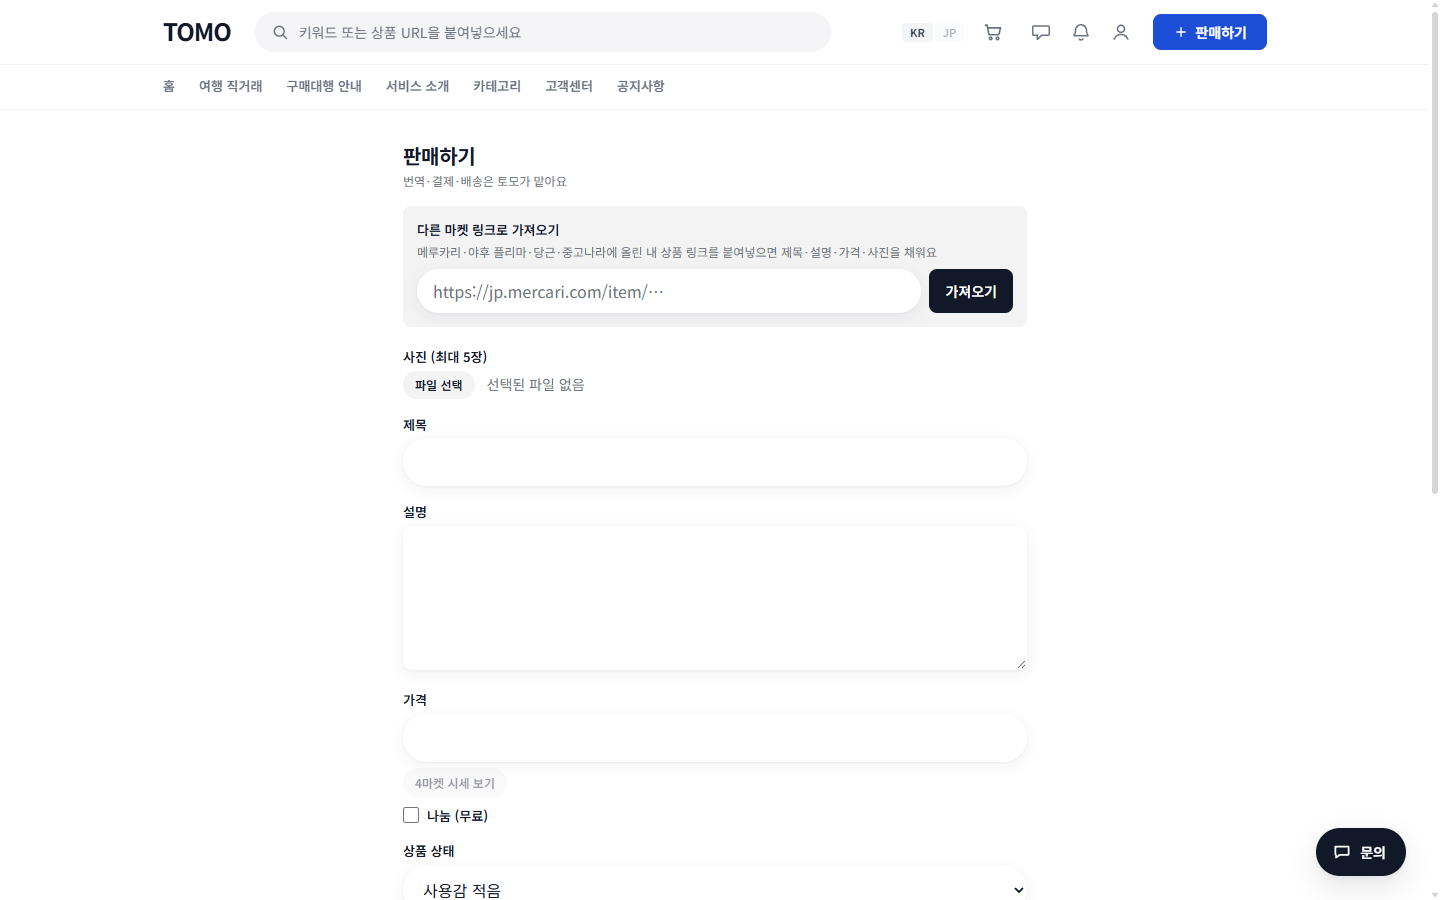 TOMO
키워드 또는 상품 URL을 붙여넣으세요
KR JP
판매하기
홈 여행 직거래 구매대행 안내 서비스 소개 카테고리 고객센터 공지사항
판매하기
번역·결제·배송은 토모가 맡아요
다른 마켓 링크로 가져오기
메루카리·야후 플리마·당근·중고나라에 올린 내 상품 링크를 붙여넣으면 제목·설명·가격·사진을 채워요
https://jp.mercari.com/item/…
가져오기
사진 (최대 5장)
파일 선택 선택된 파일 없음
제목
설명
가격
4마켓 시세 보기
나눔 (무료)
상품 상태
사용감 적음
문의